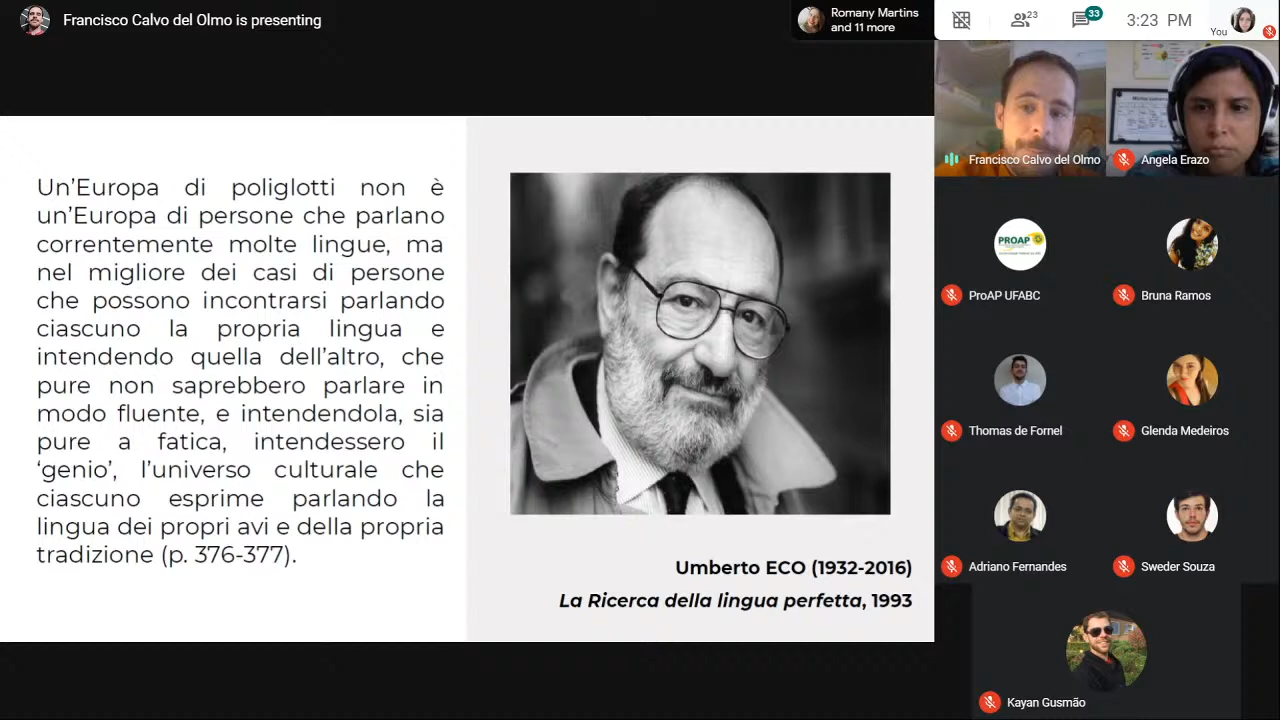 Francisco Calvo del Olmo is presenting
Romany Martins
and 11 more
23
33
3:23 PM
You
Un’Europa di poliglotti non è
un’Europa di persone che parlano
correntemente molte lingue, ma
nel migliore dei casi di persone
che possono incontrarsi parlando
ciascuno la propria lingua e
intendendo quella dell’altro, che
pure non saprebbero parlare in
modo fluente, e intendendola, sia
pure a fatica, intendessero il
‘genio’, l’universo culturale che
ciascuno esprime parlando la
lingua dei propri avi e della propria
tradizione (p. 376-377).
Umberto ECO (1932-2016)
La Ricerca della lingua perfetta, 1993
Francisco Calvo del Olmo
Angela Erazo
PROAP
ProAP UFABC
Bruna Ramos
Thomas de Fornel
Glenda Medeiros
Adriano Fernandes
Sweder Souza
Kayan Gusmão